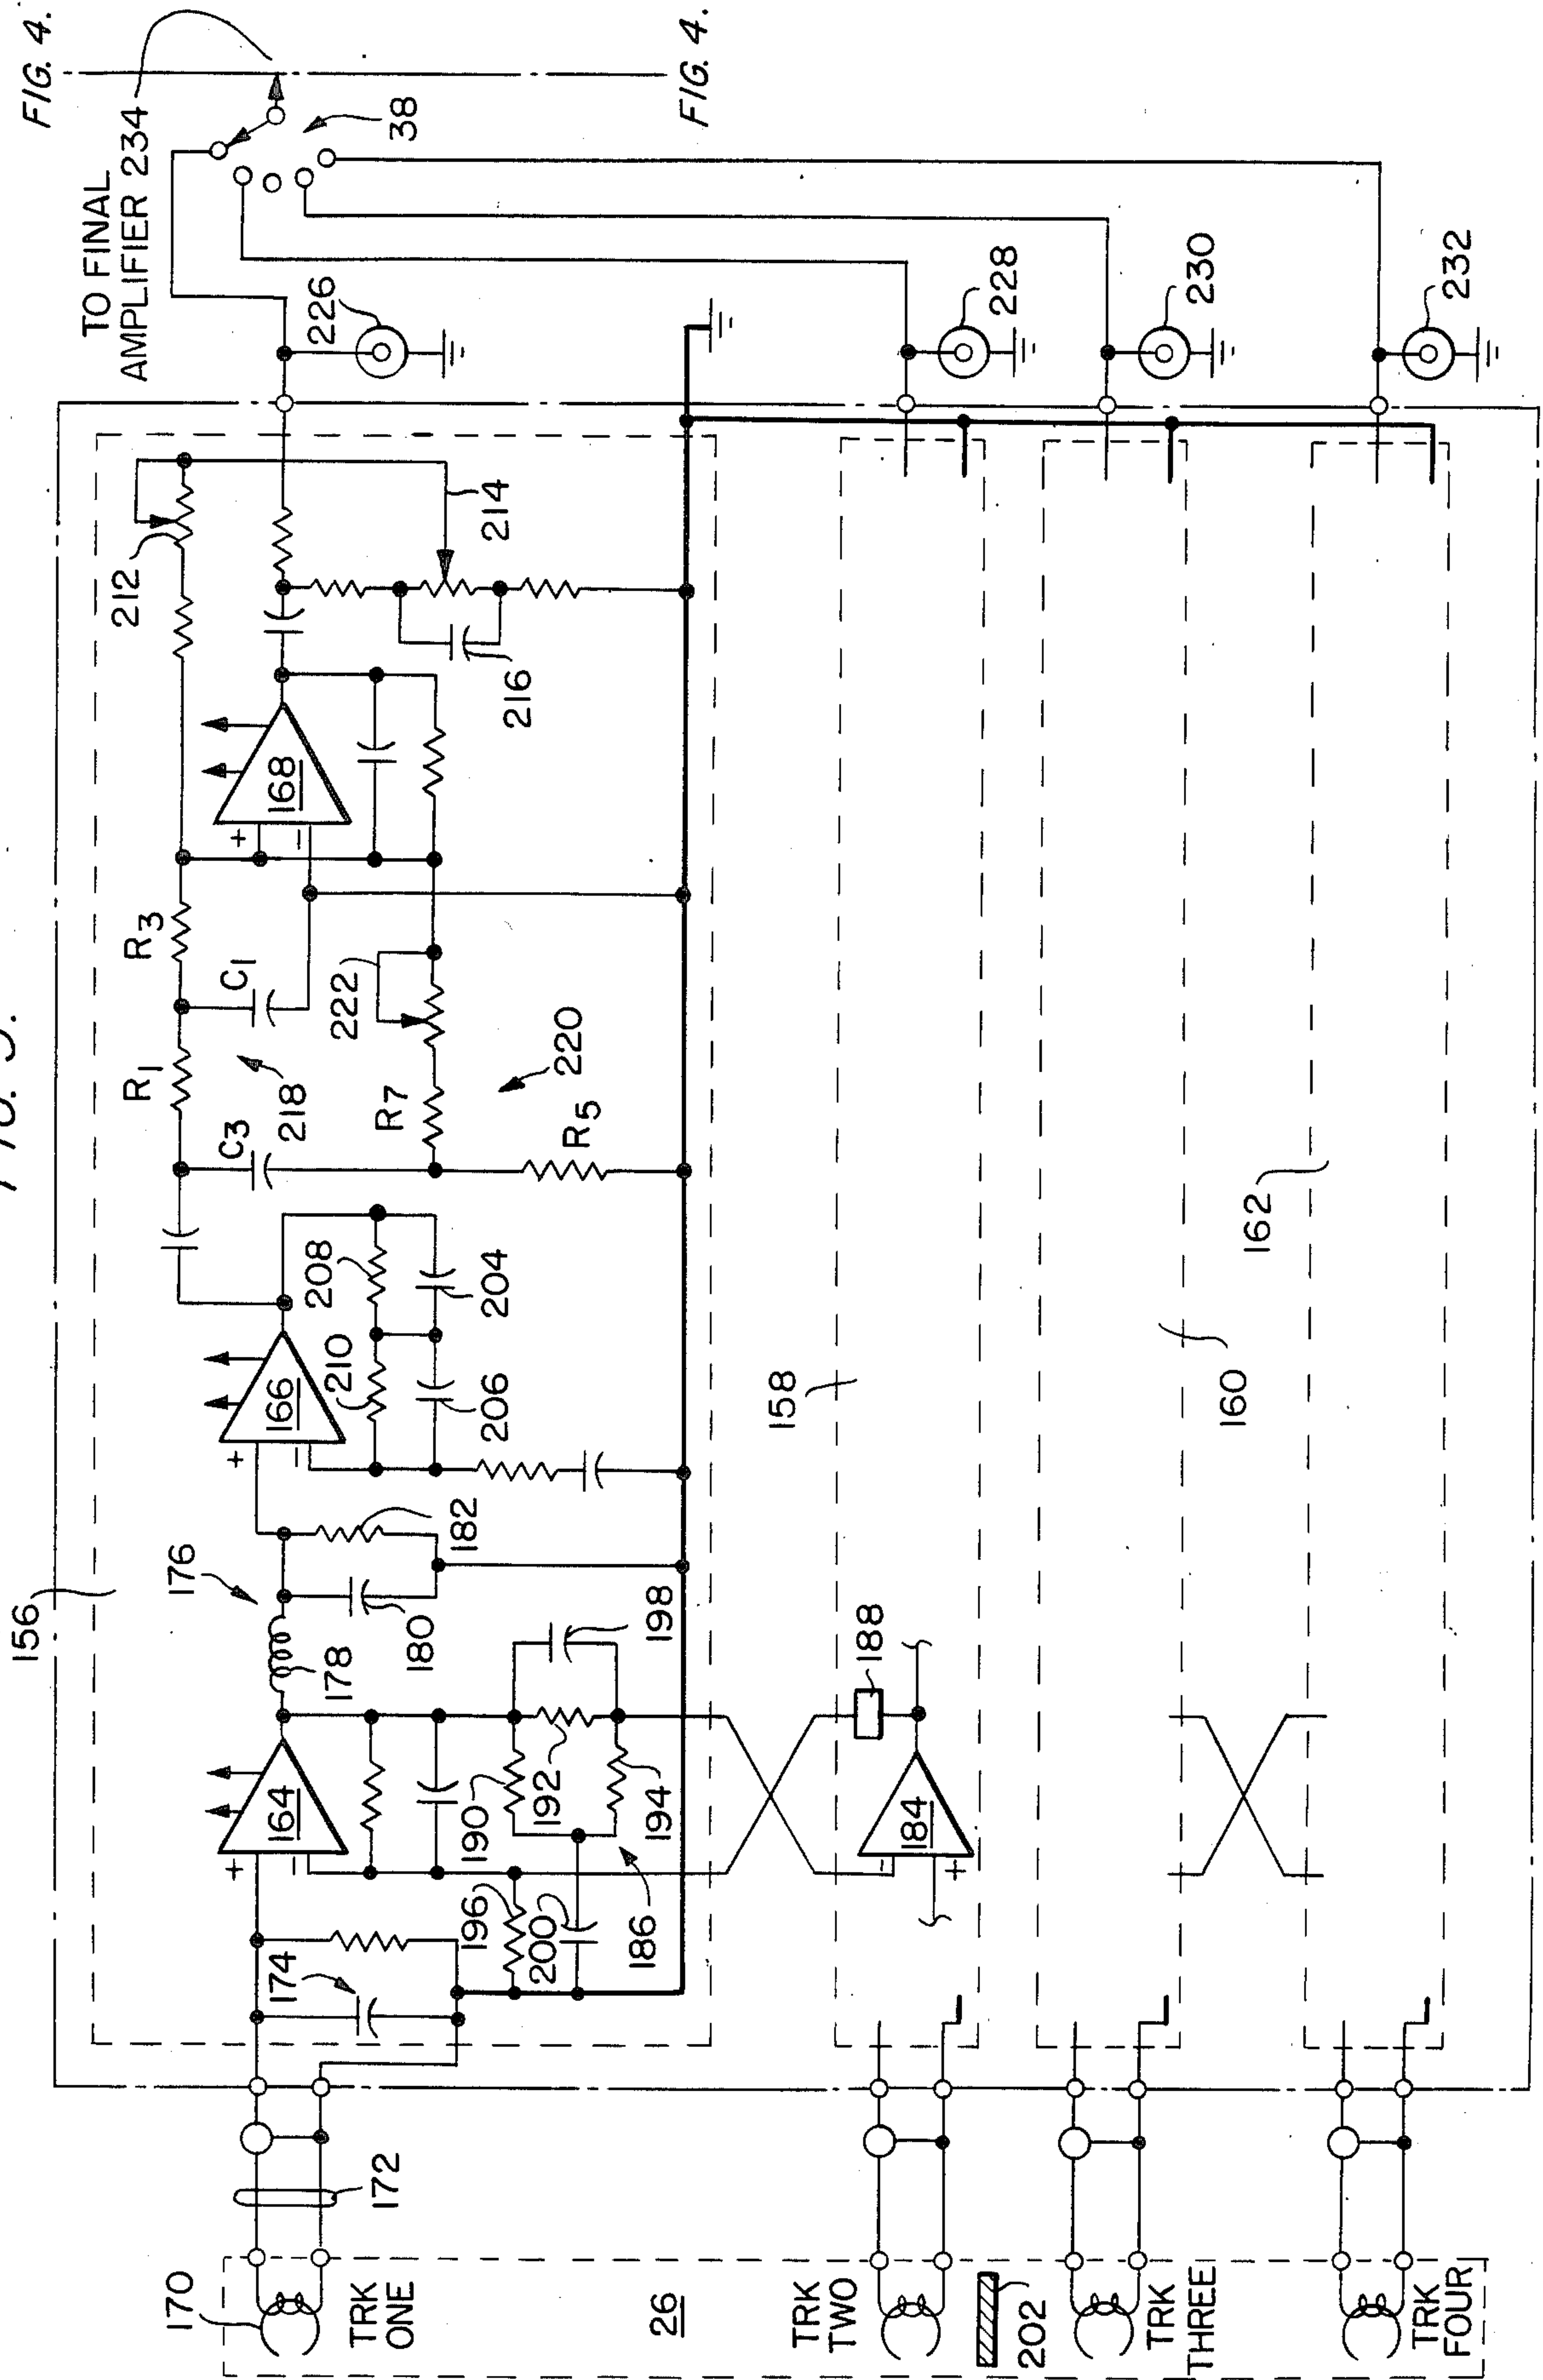 FIG. 4.
FIG. 4.
TO FINAL
AMPLIFIER 234
38
226
228
230
232
212
214
216
168
+
–
R3
C1
222
R1
218
C3
R7
220
R5
208
204
210
206
166
+
–
156
176
182
180
178
198
164
+
–
190
192
194
196
200
186
174
158
188
184
–
+
160
162
172
170
TRK
ONE
26
TRK
TWO
202
TRK
THREE
TRK
FOUR